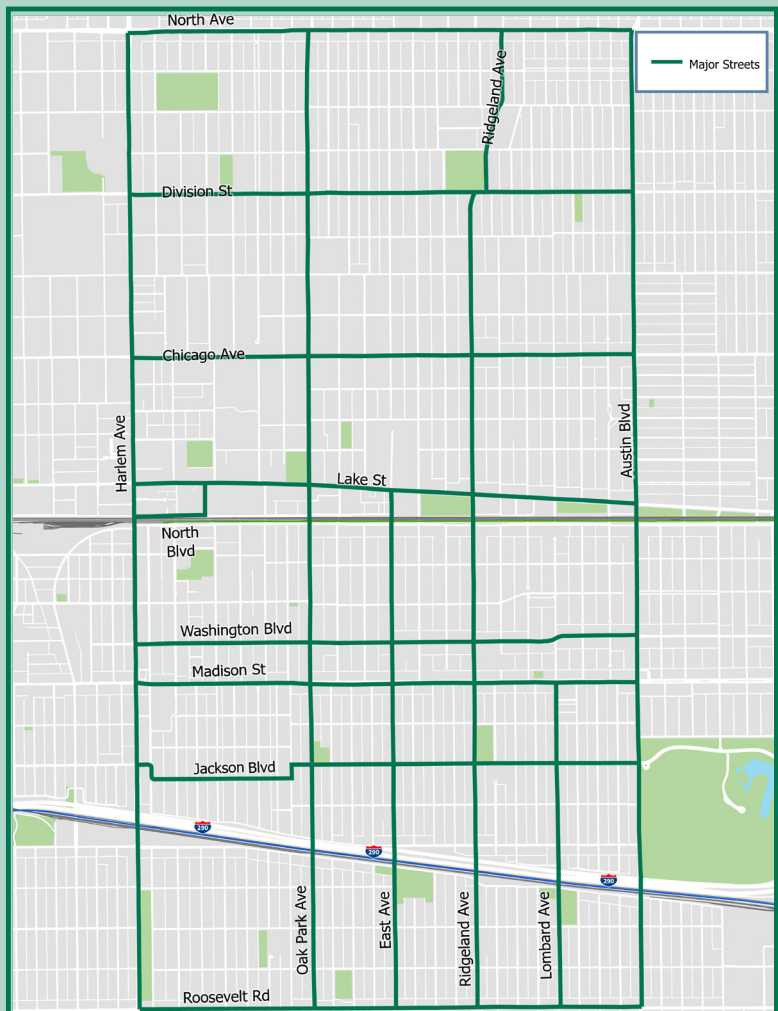 North Ave
Ridgeland Ave
Major Streets
Division St
Chicago Ave
Harlem Ave
Austin Blvd
Lake St
North
Blvd
Washington Blvd
Madison St
Jackson Blvd
290
290
290
Oak Park Ave
East Ave
Ridgeland Ave
Lombard Ave
Roosevelt Rd